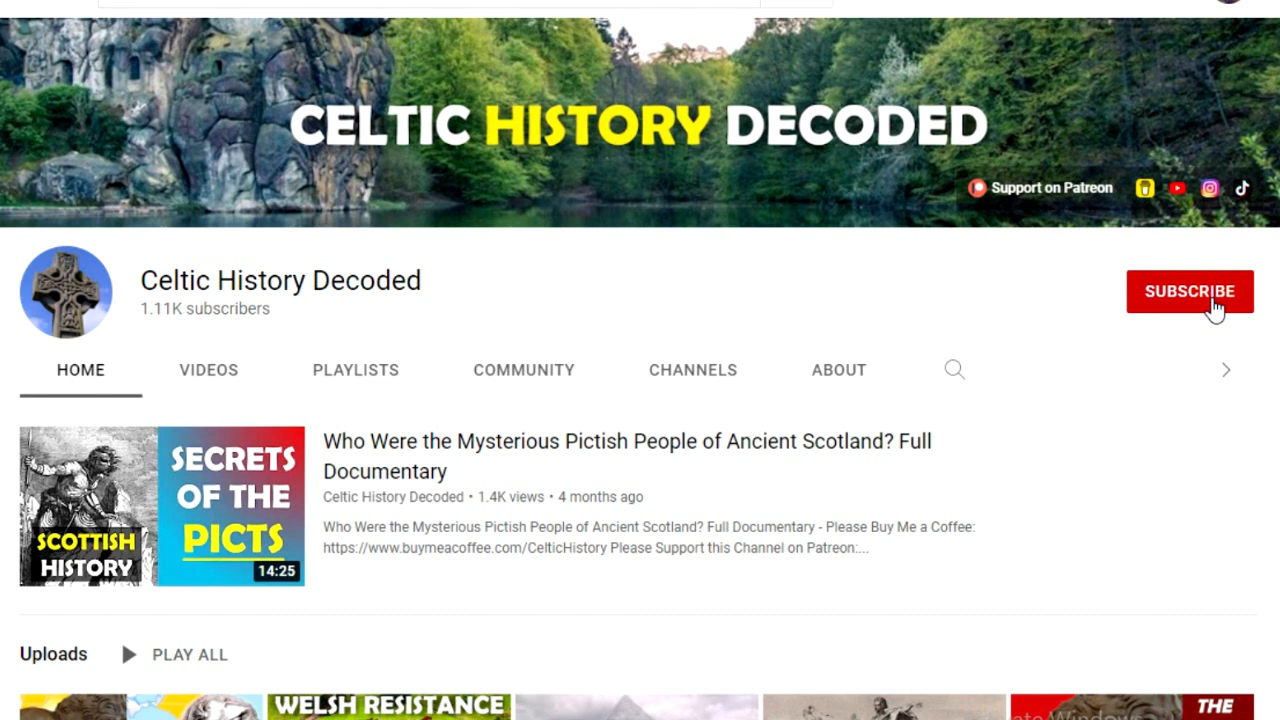 CELTIC HISTORY DECODED
Support on Patreon
Celtic History Decoded
1.11K subscribers
SUBSCRIBE
HOME VIDEOS PLAYLISTS COMMUNITY CHANNELS ABOUT
SECRETS
OF THE
PICTS
SCOTTISH
HISTORY
14:25
Who Were the Mysterious Pictish People of Ancient Scotland? Full
Documentary
Celtic History Decoded • 1.4K views • 4 months ago
Who Were the Mysterious Pictish People of Ancient Scotland? Full Documentary - Please Buy Me a Coffee:
https://www.buymeacoffee.com/CelticHistory Please Support this Channel on Patreon:...
Uploads PLAY ALL
WELSH RESISTANCE
THE